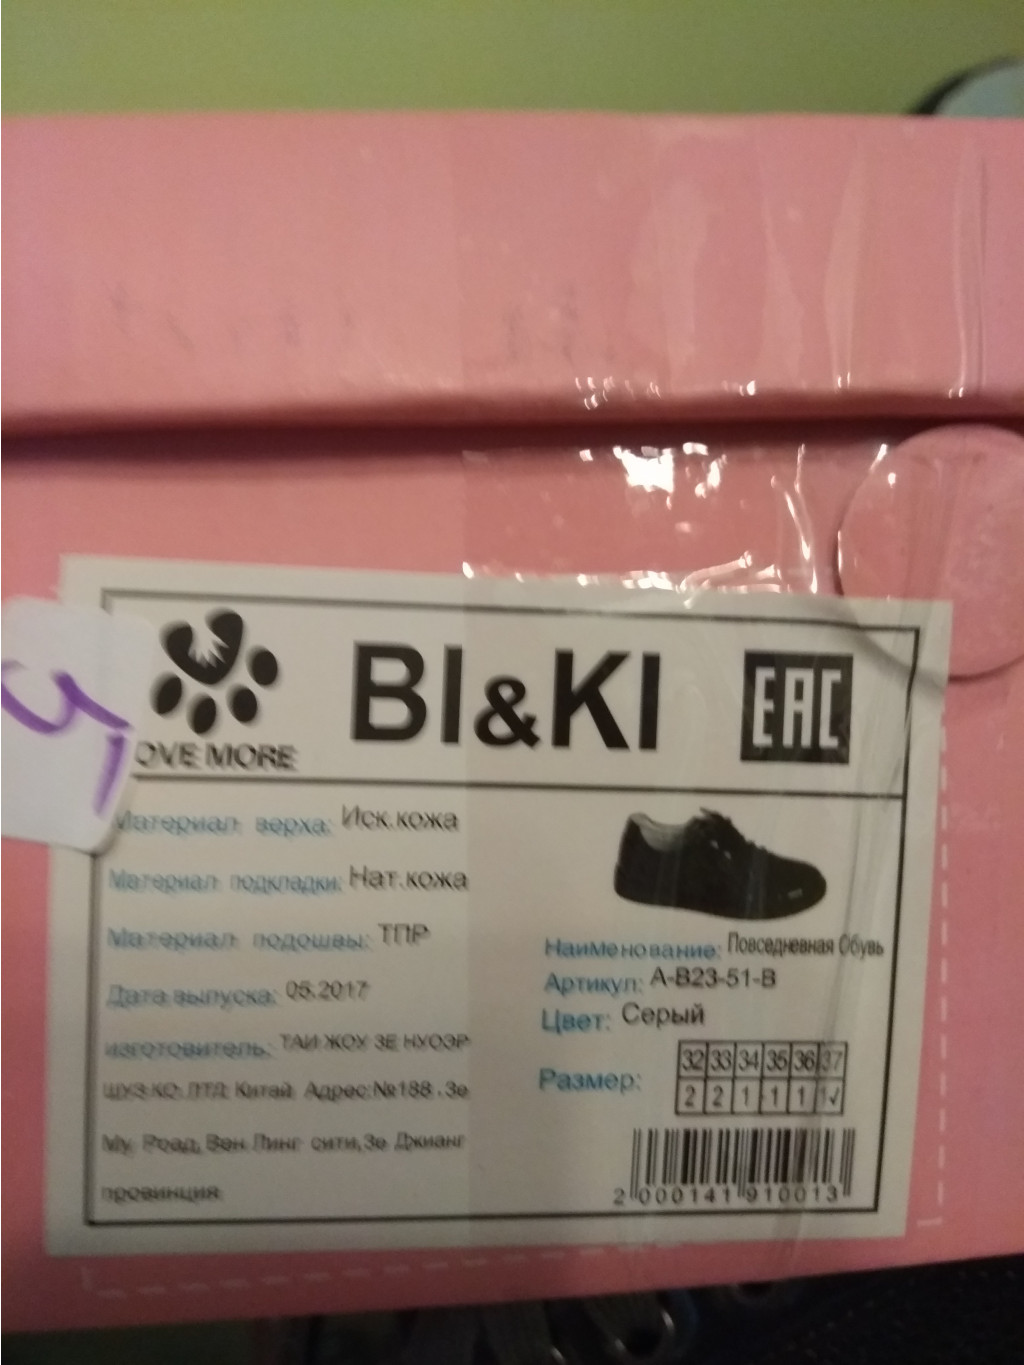 OVE MORE
BI&KI
EAC
Материал верха: Иск.кожа
Материал подкладки: Нат.кожа
Материал подошвы: ТПР
Дата выпуска: 05.2017
изготовитель: ТАИ ЖОУ ЗЕ НУОЭР
ШУЗ КО. ЛТД Китай Адрес:№188 .Зе
Му. Роад, Вен Линг сити,Зе Джианг
провинция
Наименование: Повседневная Обувь
Артикул: A-B23-51-B
Цвет: Серый
Размер:
32 33 34 35 36 37
2 2 1 1 1 1✓
2 000141 910013